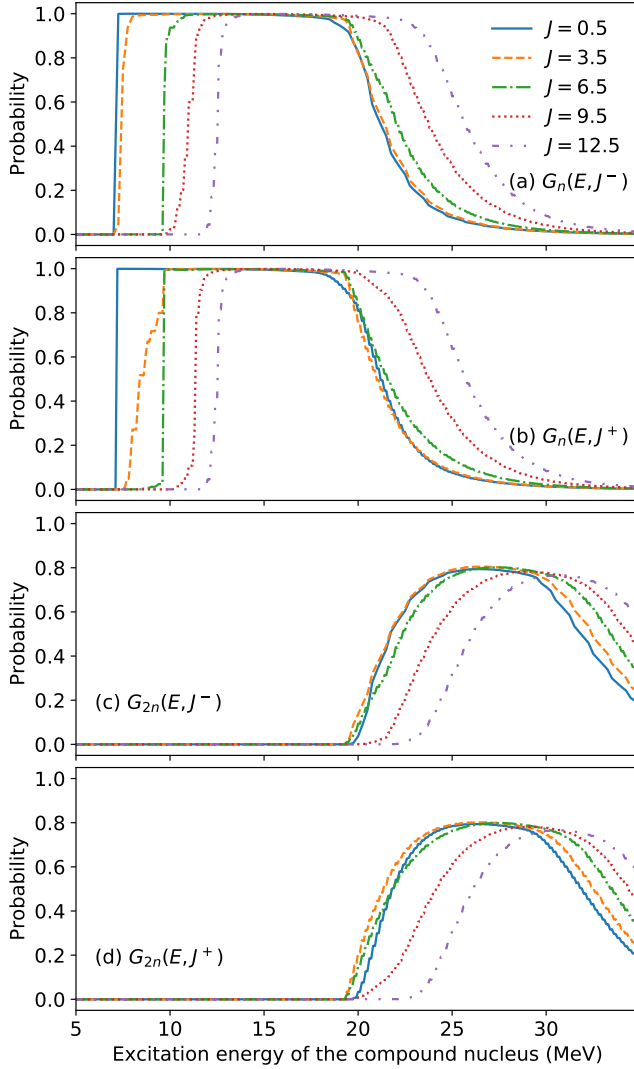 1.0
0.8
0.6
0.4
0.2
0.0
Probability
J = 0.5
J = 3.5
J = 6.5
J = 9.5
J = 12.5
(a) Gₙ(E, J⁻)
1.0
0.8
0.6
0.4
0.2
0.0
Probability
(b) Gₙ(E, J⁺)
1.0
0.8
0.6
0.4
0.2
0.0
Probability
(c) G₂ₙ(E, J⁻)
1.0
0.8
0.6
0.4
0.2
0.0
Probability
(d) G₂ₙ(E, J⁺)
5 10 15 20 25 30
Excitation energy of the compound nucleus (MeV)